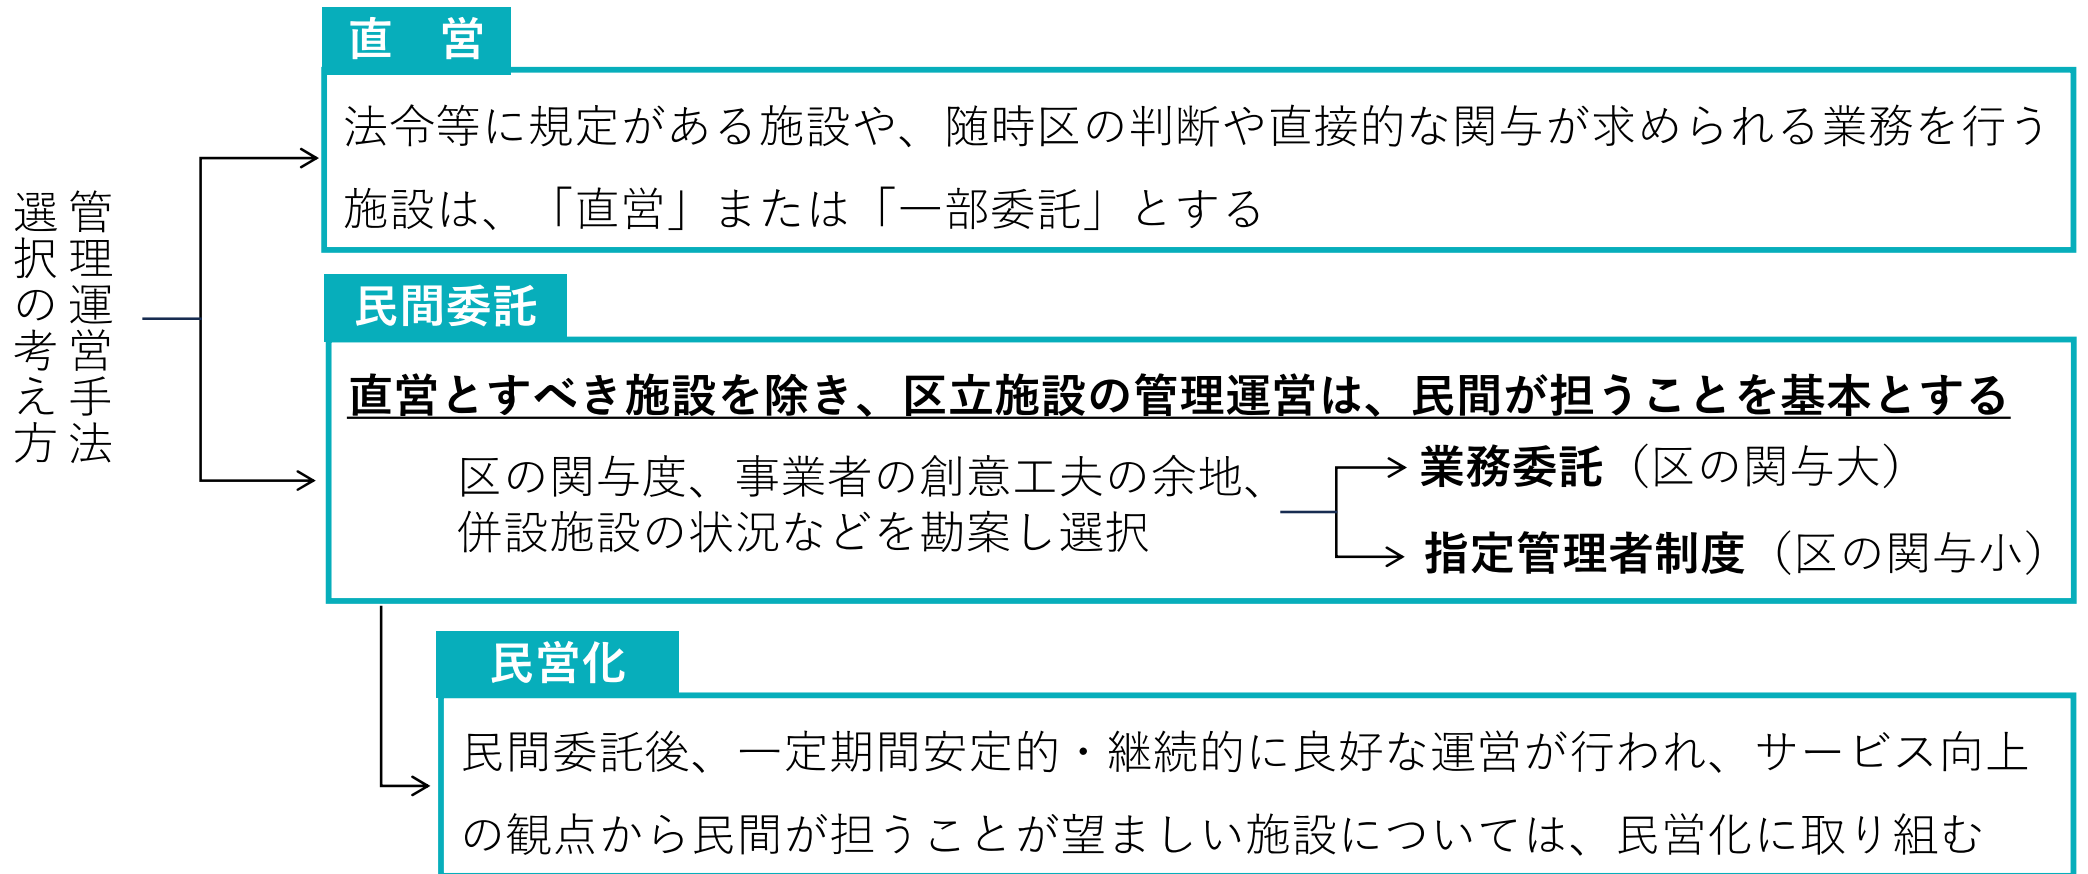 管理運営手法
選択の考え方
直　営
法令等に規定がある施設や、随時区の判断や直接的な関与が求められる業務を行う
施設は、「直営」または「一部委託」とする
民間委託
直営とすべき施設を除き、区立施設の管理運営は、民間が担うことを基本とする
区の関与度、事業者の創意工夫の余地、
併設施設の状況などを勘案し選択
業務委託（区の関与大）
指定管理者制度（区の関与小）
民営化
民間委託後、一定期間安定的・継続的に良好な運営が行われ、サービス向上
の観点から民間が担うことが望ましい施設については、民営化に取り組む